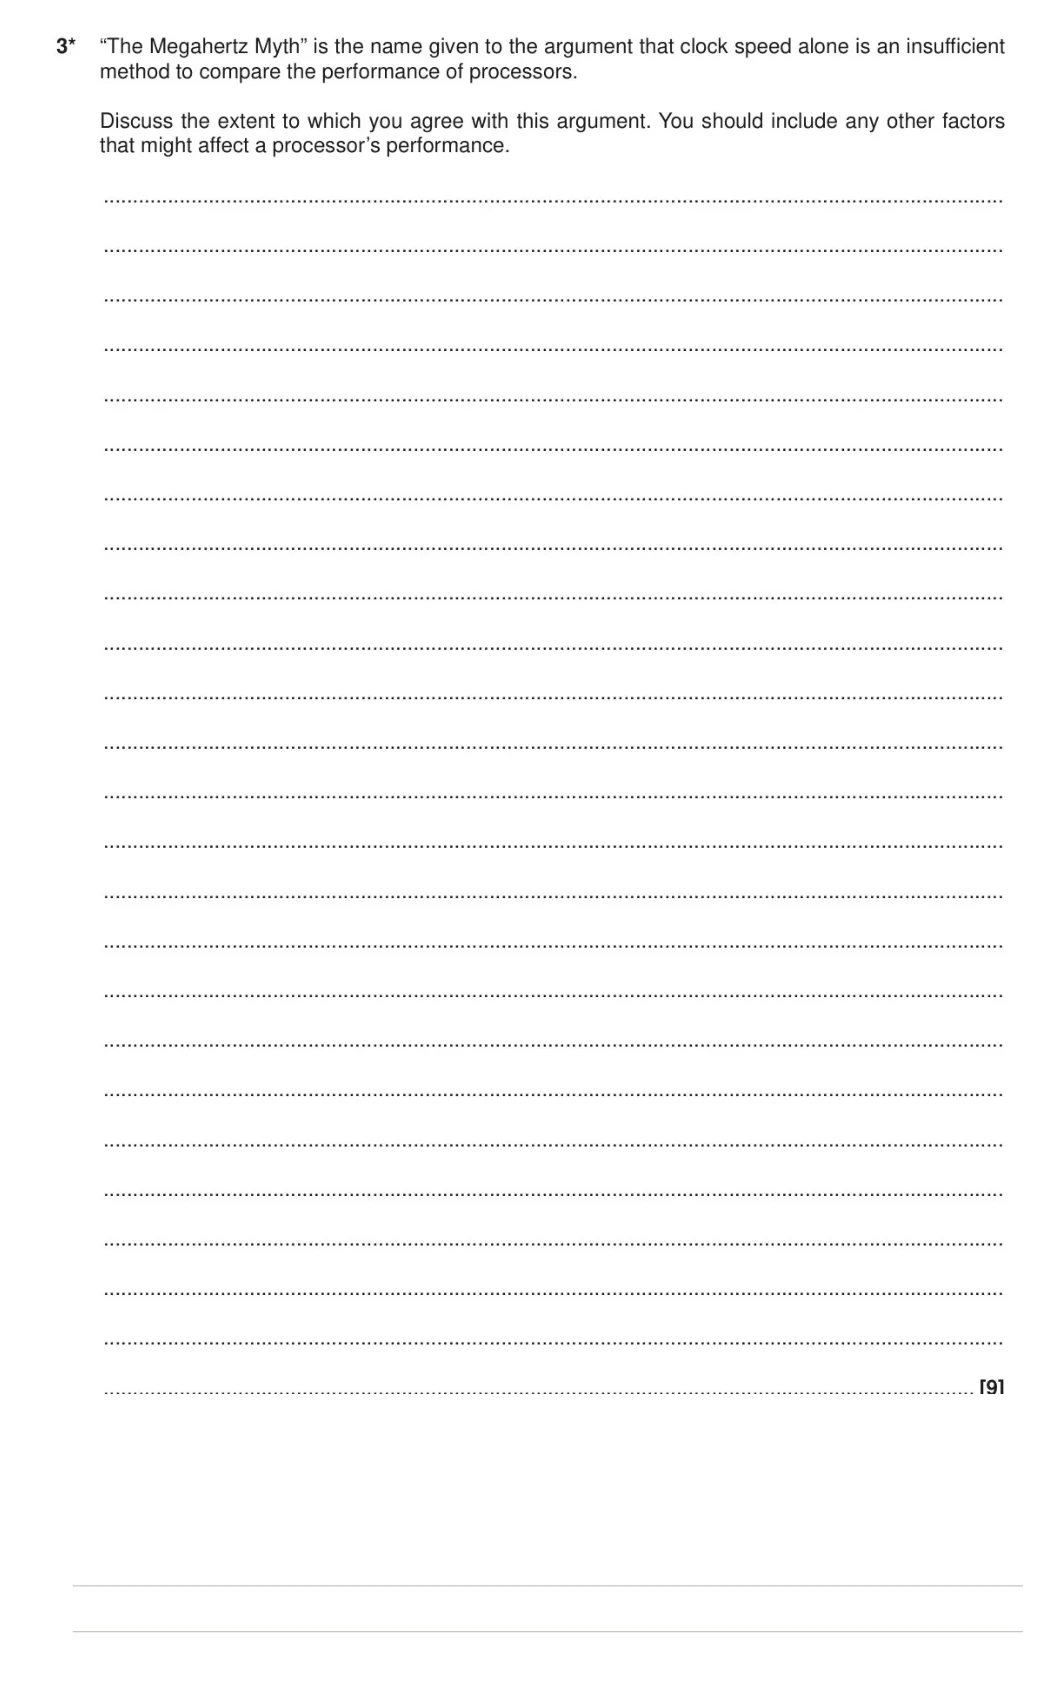 3* “The Megahertz Myth” is the name given to the argument that clock speed alone is an insufficient
method to compare the performance of processors.
Discuss the extent to which you agree with this argument. You should include any other factors
that might affect a processor’s performance.
[9]